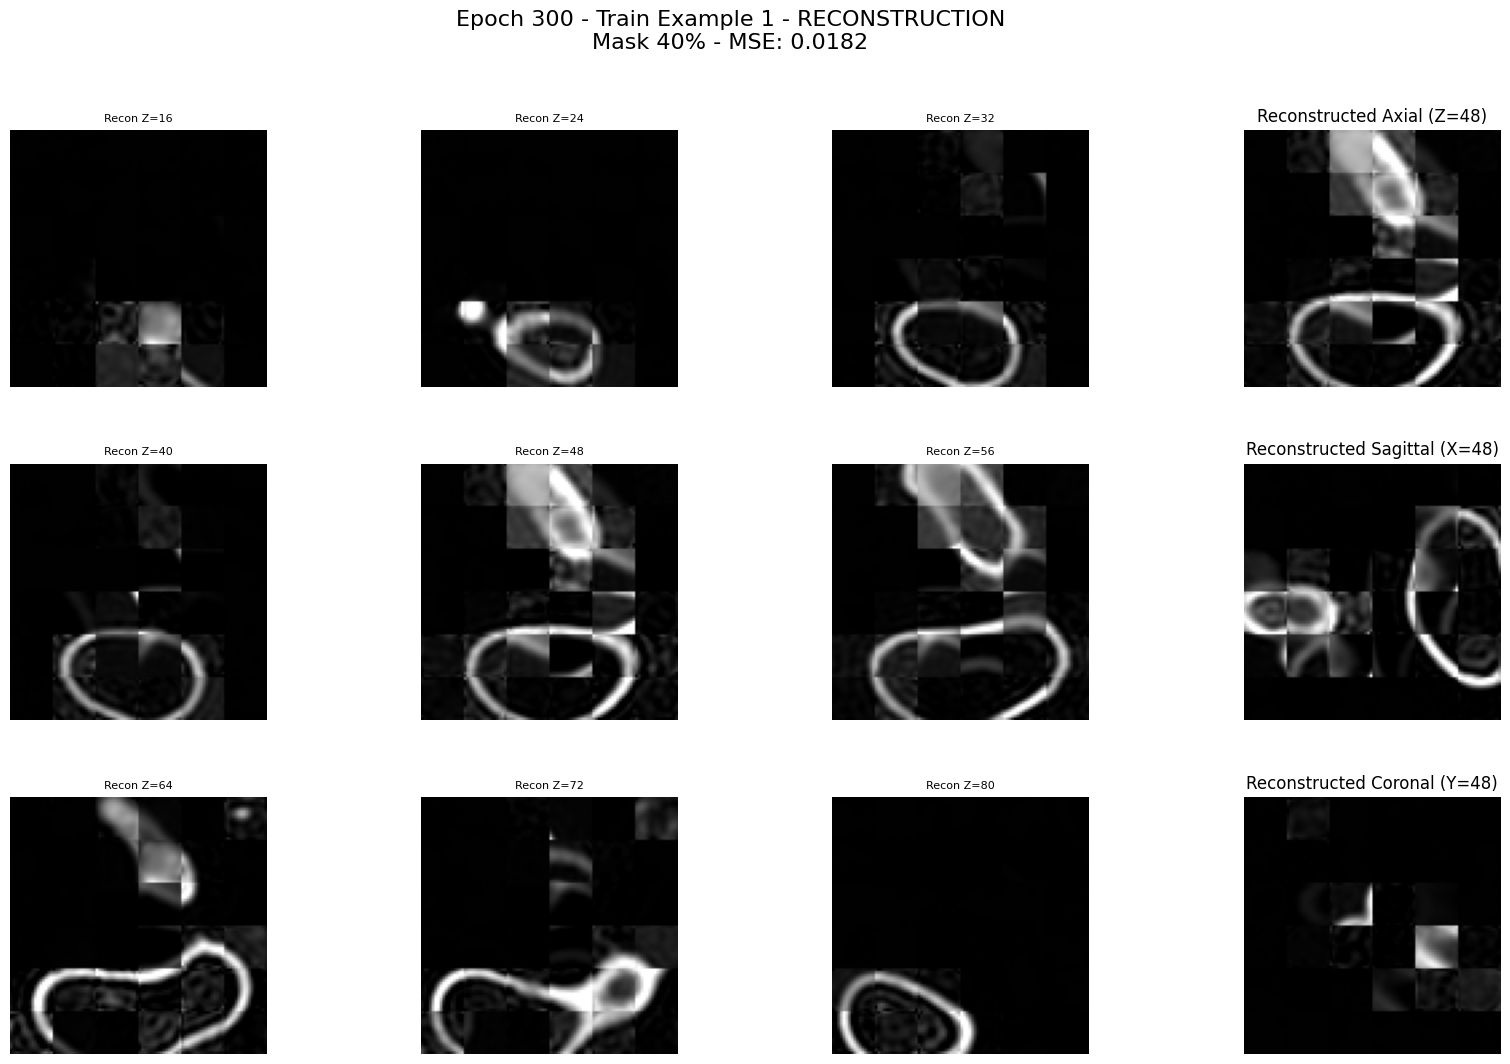 Epoch 300 - Train Example 1 - RECONSTRUCTION
Mask 40% - MSE: 0.0182
Recon Z=16
Recon Z=24
Recon Z=32
Reconstructed Axial (Z=48)
Recon Z=40
Recon Z=48
Recon Z=56
Reconstructed Sagittal (X=48)
Recon Z=64
Recon Z=72
Recon Z=80
Reconstructed Coronal (Y=48)